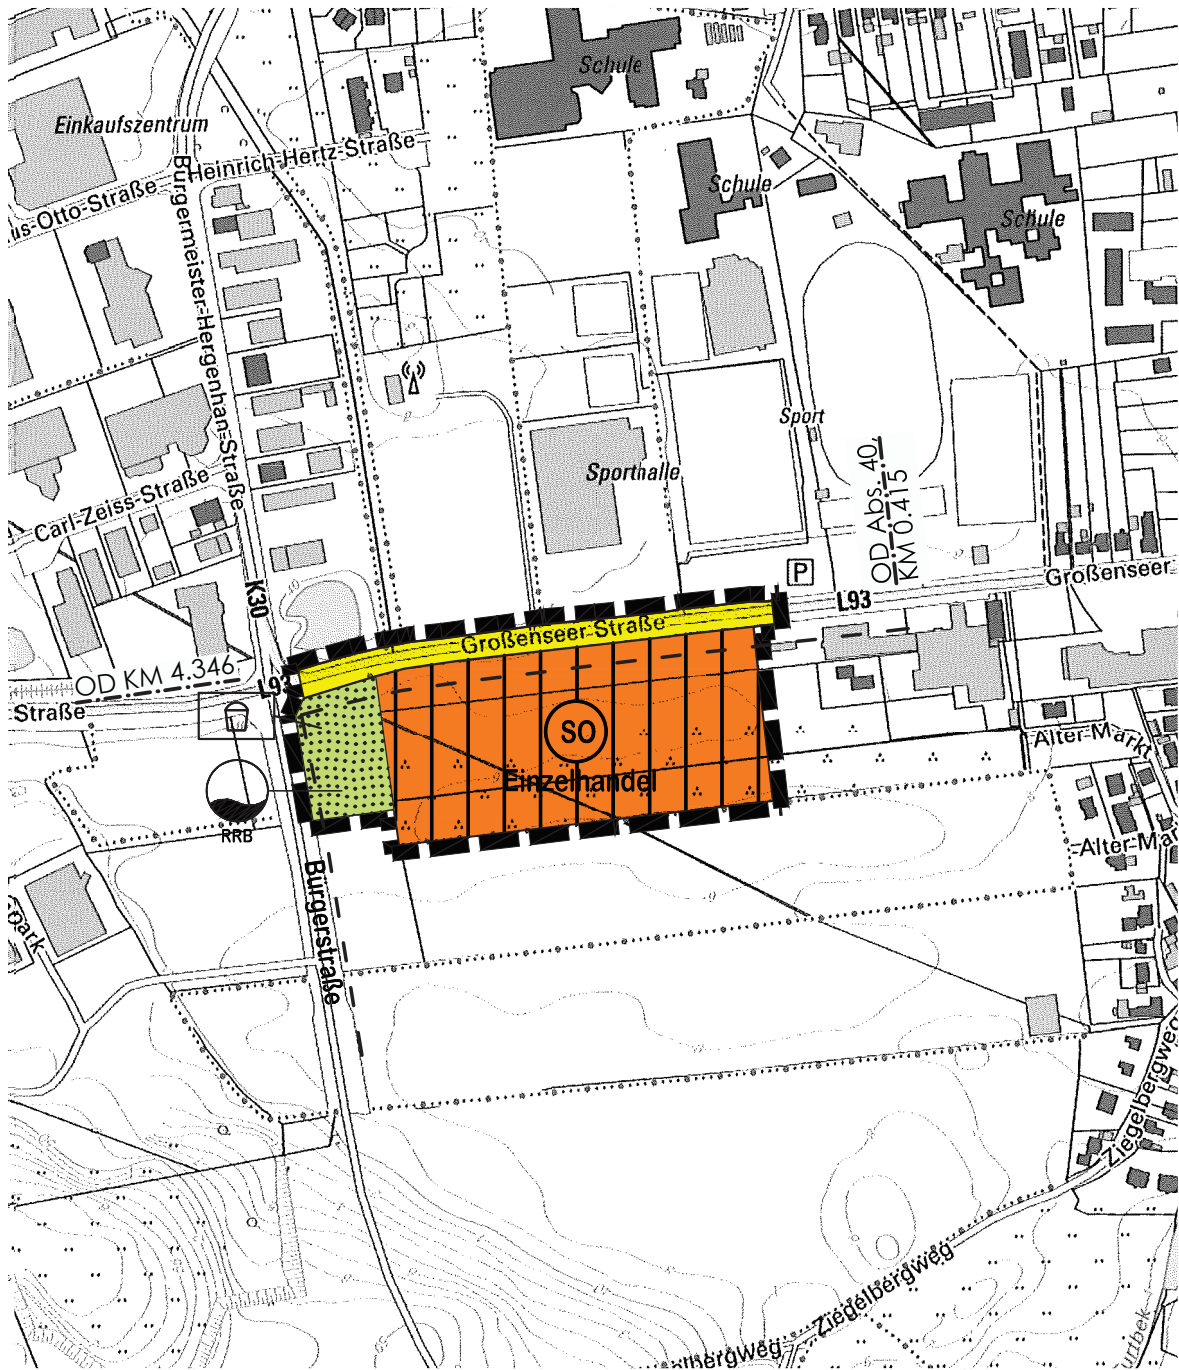 Schule
Einkaufszentrum
Heinrich-Hertz-Straße
us-Otto-Straße
Schule
Schule
Bürgermeister-Hergenhan-Straße
Sport
Sporthalle
OD Abs. 40
KM 0.415
Carl-Zeiss-Straße
P
Großenseer
K30
L93
Großenseer Straße
OD KM 4.346
L93
Straße
SO
Einzelhandel
Alter Markt
RRB
Alter Mar
Bürgerstraße
park
Ziegelbergweg
Ziegelbergweg
elbergweg